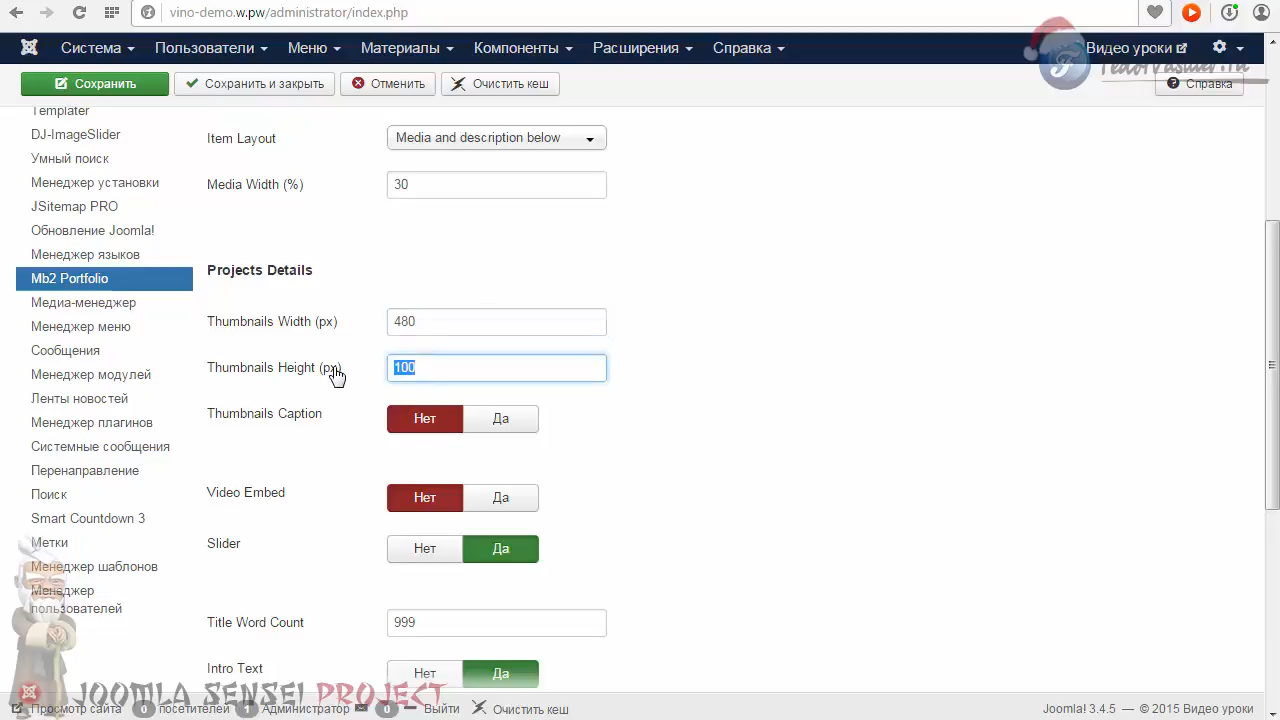 vino-demo.w.pw/administrator/index.php
Система Пользователи Меню Материалы Компоненты Расширения Справка Видео уроки
Сохранить Сохранить и закрыть Отменить Очистить кеш Справка
Templater
DJ-ImageSlider
Умный поиск
Менеджер установки
JSitemap PRO
Обновление Joomla!
Менеджер языков
Mb2 Portfolio
Медиа-менеджер
Менеджер меню
Сообщения
Менеджер модулей
Ленты новостей
Менеджер плагинов
Системные сообщения
Перенаправление
Поиск
Smart Countdown 3
Метки
Менеджер шаблонов
Менеджер
пользователей
Item Layout Media and description below
Media Width (%) 30
Projects Details
Thumbnails Width (px) 480
Thumbnails Height (px) 100
Thumbnails Caption Нет Да
Video Embed Нет Да
Slider Нет Да
Title Word Count 999
Intro Text Нет Да
JOOMLA SENSEI PROJECT
Просмотр сайта 0 посетителей 1 Администратор 0 Выйти Очистить кеш Joomla! 3.4.5 — © 2015 Видео уроки